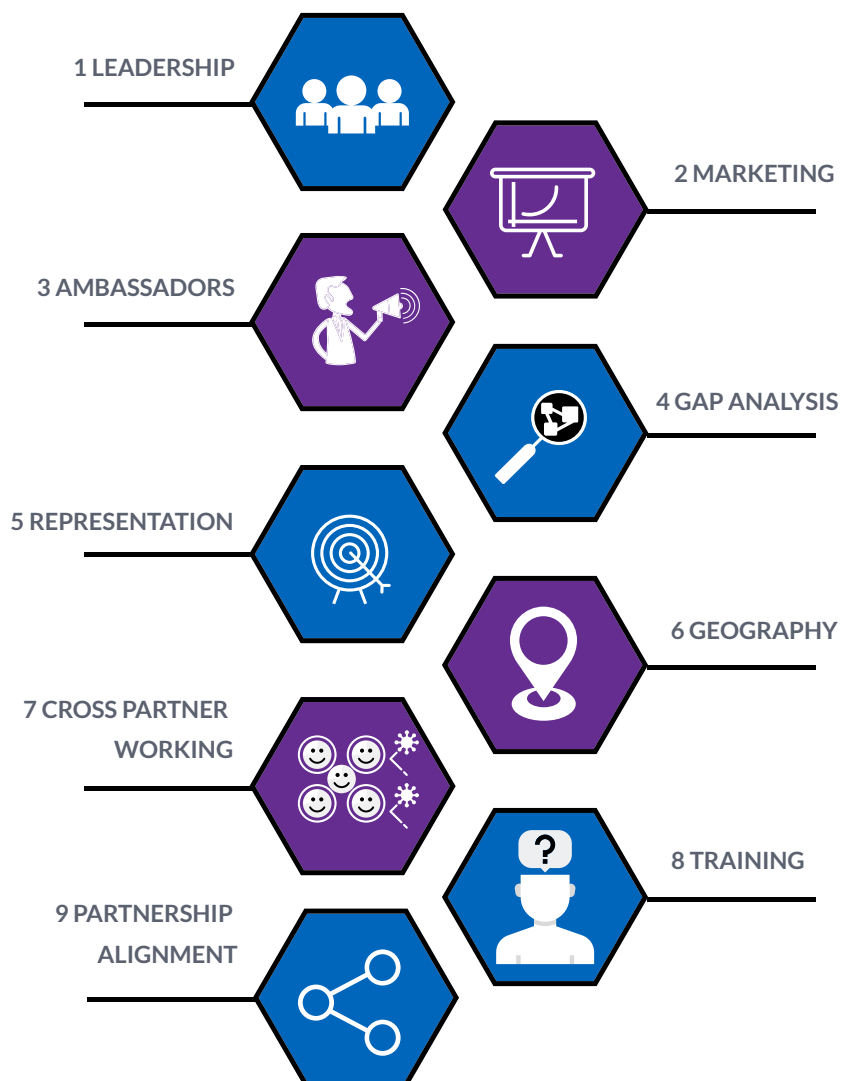 1 LEADERSHIP
2 MARKETING
3 AMBASSADORS
4 GAP ANALYSIS
5 REPRESENTATION
6 GEOGRAPHY
7 CROSS PARTNER
WORKING
?
8 TRAINING
9 PARTNERSHIP
ALIGNMENT